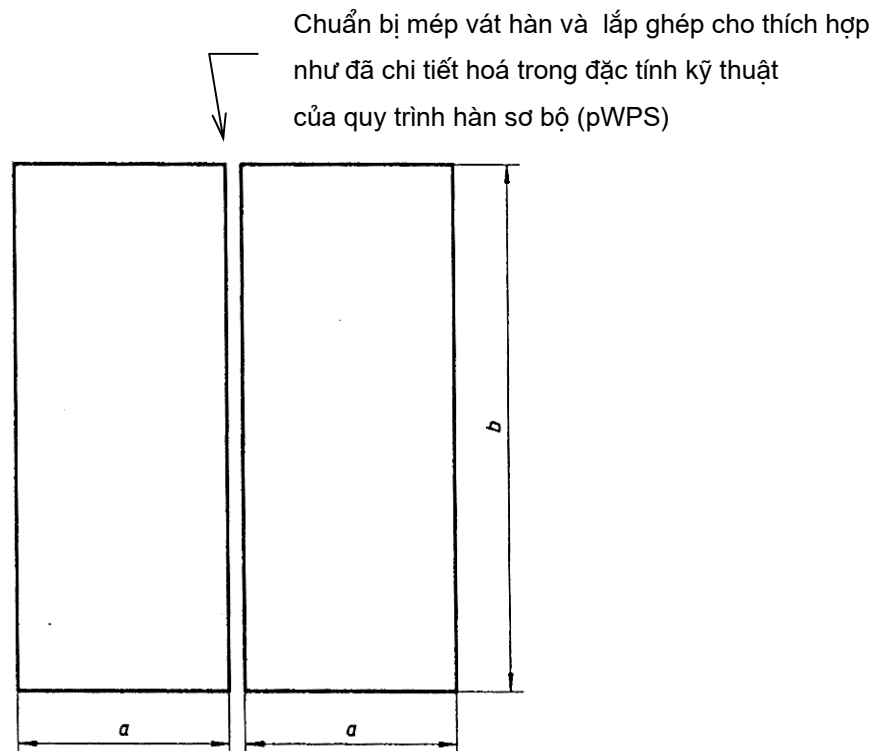 Chuẩn bị mép vát hàn và lắp ghép cho thích hợp
như đã chi tiết hoá trong đặc tính kỹ thuật
của quy trình hàn sơ bộ (pWPS)
b
a a